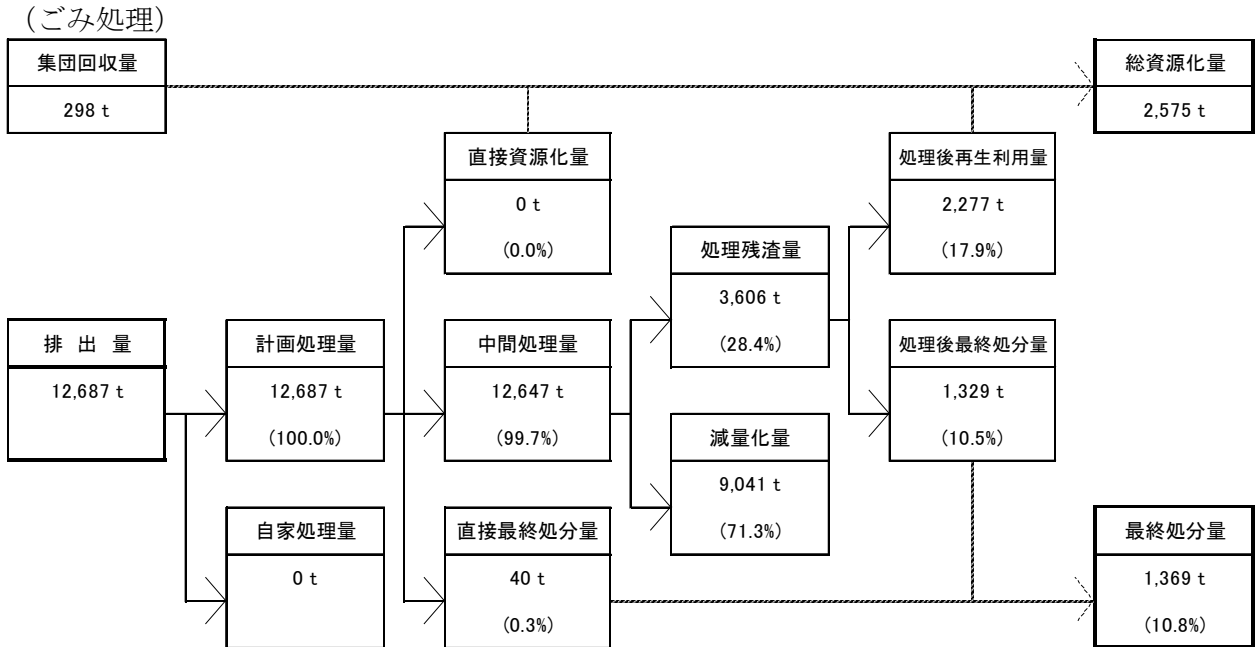 (ごみ処理)
集団回収量
298 t
総資源化量
2,575 t
直接資源化量
0 t
(0.0%)
処理後再生利用量
2,277 t
(17.9%)
処理残渣量
3,606 t
(28.4%)
排 出 量
12,687 t
計画処理量
12,687 t
(100.0%)
中間処理量
12,647 t
(99.7%)
処理後最終処分量
1,329 t
(10.5%)
減量化量
9,041 t
(71.3%)
自家処理量
0 t
直接最終処分量
40 t
(0.3%)
最終処分量
1,369 t
(10.8%)